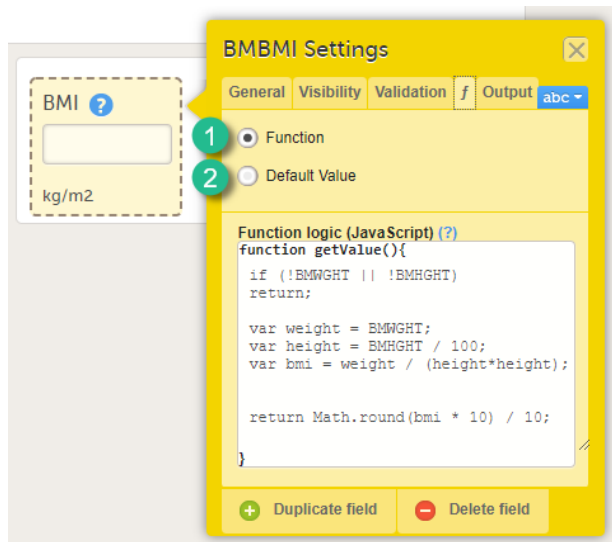 BMBMI Settings
General Visibility Validation f Output abc
BMI ?
kg/m2
1 Function
2 Default Value
Function logic (JavaScript) (?)
function getValue(){
if (!BMWGHT || !BMHGHT)
return;
var weight = BMWGHT;
var height = BMHGHT / 100;
var bmi = weight / (height*height);
return Math.round(bmi * 10) / 10;
}
Duplicate field Delete field